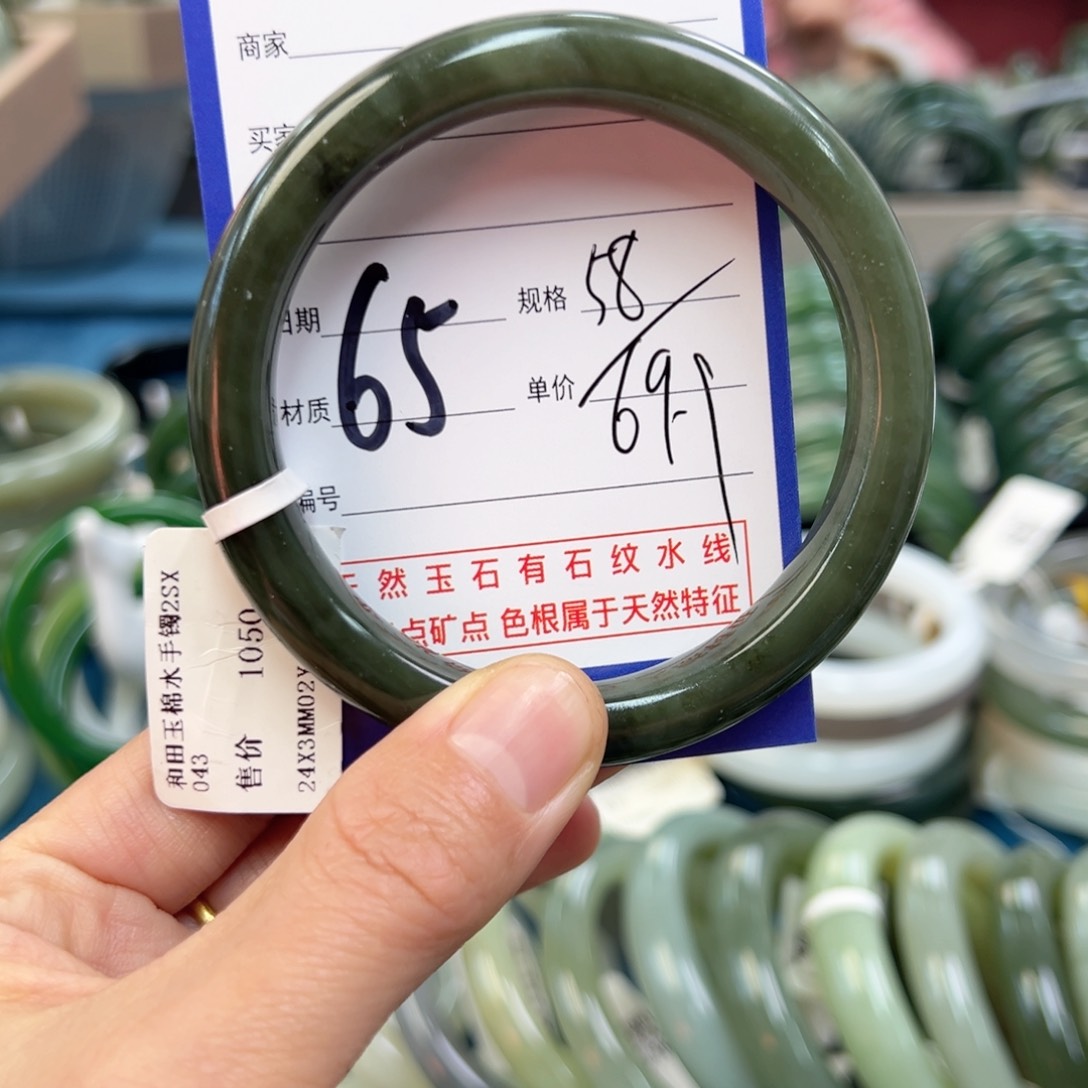 商家
买家
日期 65 规格 58
材质 单价 69.9
编号
天然玉石有石纹水线
点矿点 色根属于天然特征
和田玉棉水手镯2SX
043
售价 1050
24X3MM02Y